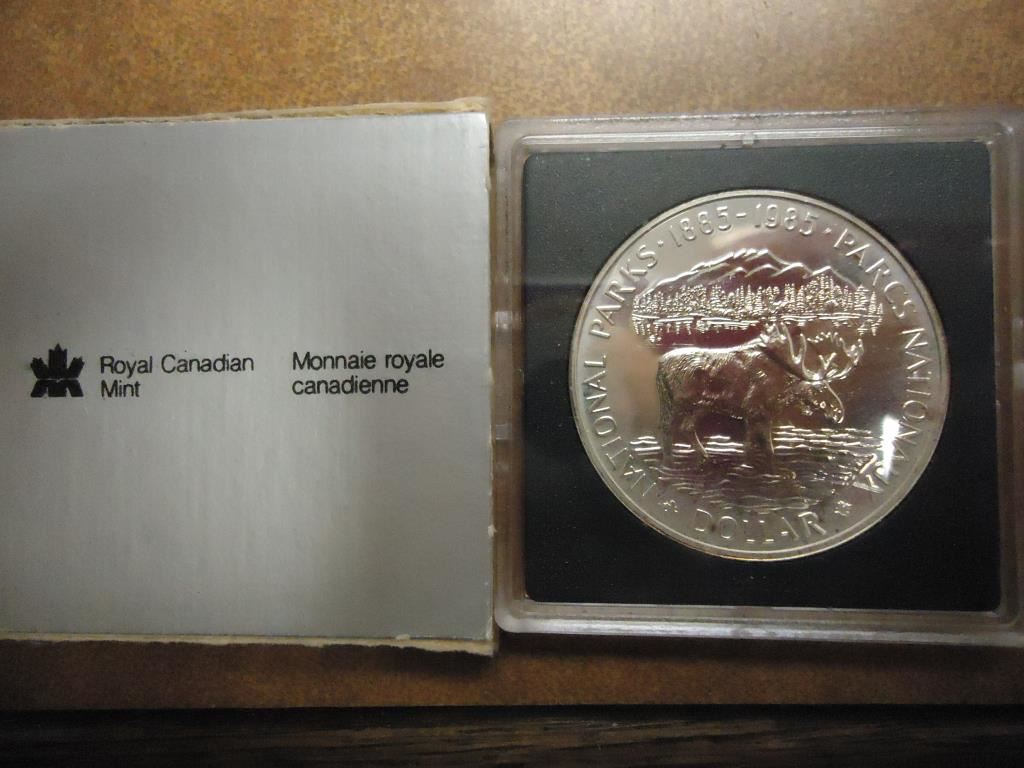 Royal Canadian
Mint
Monnaie royale
canadienne
NATIONAL PARKS · 1885-1985 · PARCS NATIONAUX
DOLLAR